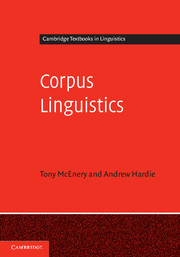 Cambridge Textbooks in Linguistics
Corpus
Linguistics
Tony McEnery and Andrew Hardie
CAMBRIDGE